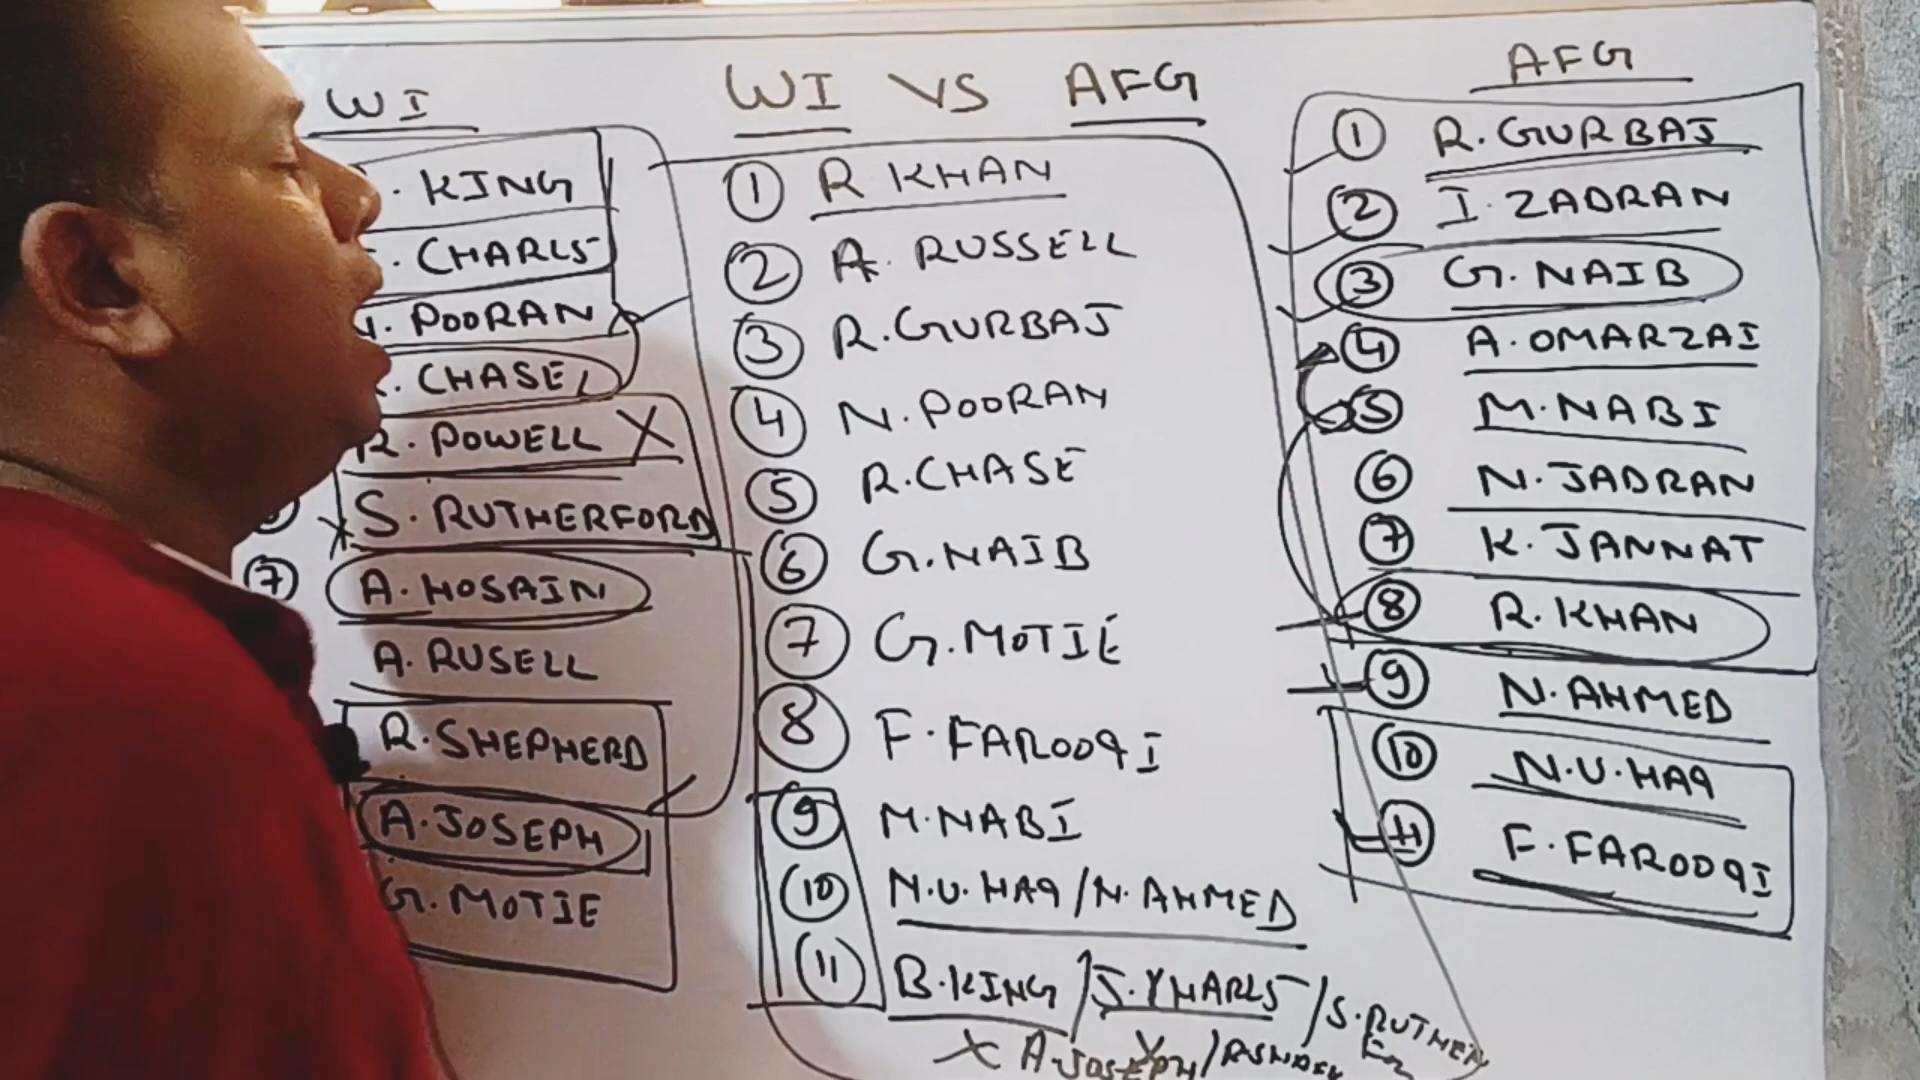 WI
. KING
. CHARLS
. POORAN
. CHASE
R. POWELL X
X S. RUTHERFORD
7 A. HOSAIN
A. RUSELL
R. SHEPHERD
A. JOSEPH
G. MOTIE
WI VS AFG
1 R KHAN
2 A. RUSSELL
3 R. GURBAJ
4 N. POORAN
5 R. CHASE
6 G. NAIB
7 G. MOTIE
8 F. FAROOQI
9 M. NABI
10 N.U.HAQ / N. AHMED
11 B. KING / J. CHARLS / S. RUTHER
X A. JOSEPH /
AFG
1 R. GURBAJ
2 I. ZADRAN
3 G. NAIB
4 A. OMARZAI
5 M. NABI
6 N. JADRAN
7 K. JANNAT
8 R. KHAN
9 N. AHMED
10 N.U.HAQ
11 F. FAROOQI